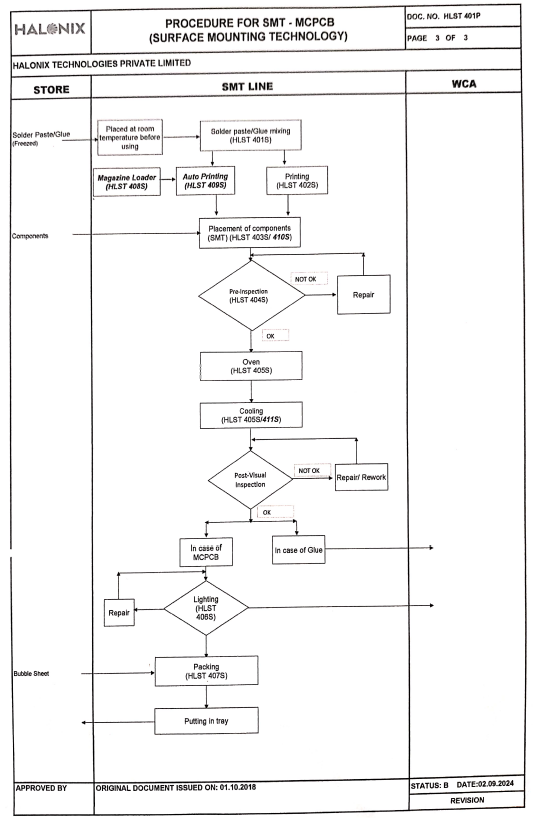 HALONIX
PROCEDURE FOR SMT - MCPCB
(SURFACE MOUNTING TECHNOLOGY)
DOC. NO. HLST 401P
PAGE 3 OF 3
HALONIX TECHNOLOGIES PRIVATE LIMITED
STORE
SMT LINE
WCA
Solder Paste/Glue
(Freezed)
Placed at room
temperature before
using
Solder paste/Glue mixing
(HLST 401S)
Magazine Loader
(HLST 408S)
Auto Printing
(HLST 409S)
Printing
(HLST 402S)
Components
Placement of components
(SMT) (HLST 403S/ 410S)
Pre-inspection
(HLST 404S)
NOT OK
Repair
OK
Oven
(HLST 405S)
Cooling
(HLST 405S/411S)
Post-Visual
Inspection
NOT OK
Repair/ Rework
OK
In case of
MCPCB
In case of Glue
Repair
Lighting
(HLST
406S)
Bubble Sheet
Packing
(HLST 407S)
Putting in tray
APPROVED BY
ORIGINAL DOCUMENT ISSUED ON: 01.10.2018
STATUS: B DATE:02.09.2024
REVISION